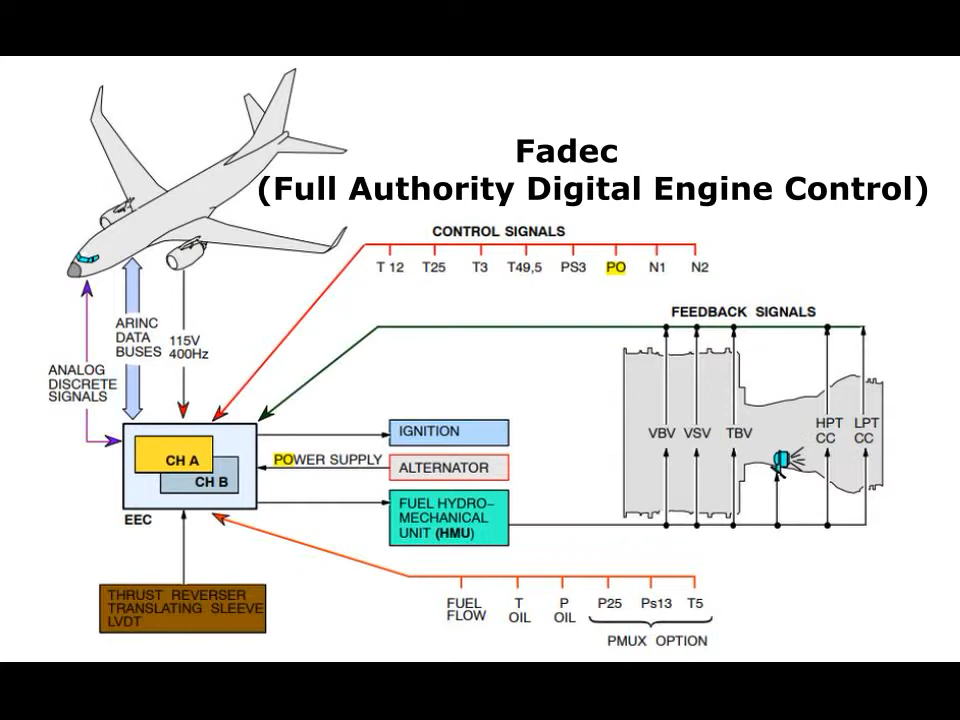 Fadec
(Full Authority Digital Engine Control)
CONTROL SIGNALS
T 12 T25 T3 T49,5 PS3 PO N1 N2
FEEDBACK SIGNALS
ARINC
DATA
BUSES
115V
400Hz
ANALOG
DISCRETE
SIGNALS
VBV VSV TBV
HPT
CC
LPT
CC
CH A
CH B
EEC
IGNITION
POWER SUPPLY
ALTERNATOR
FUEL HYDRO–
MECHANICAL
UNIT (HMU)
THRUST REVERSER
TRANSLATING SLEEVE
LVDT
FUEL
FLOW
T
OIL
P
OIL
P25 Ps13 T5
PMUX OPTION